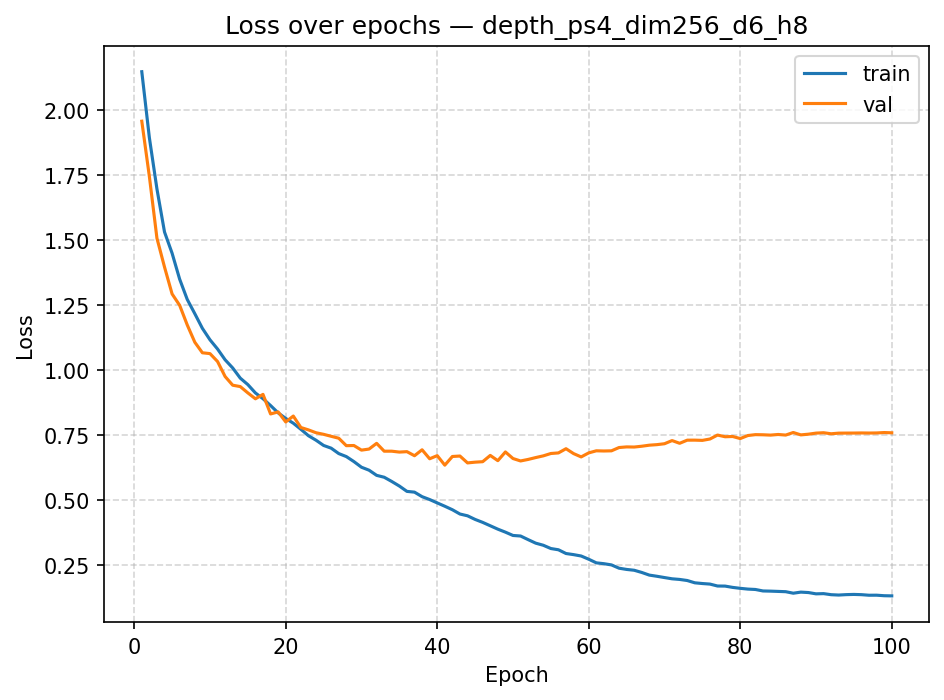 Loss over epochs — depth_ps4_dim256_d6_h8
train
val
2.00
1.75
1.50
1.25
1.00
0.75
0.50
0.25
Loss
0 20 40 60 80 100
Epoch